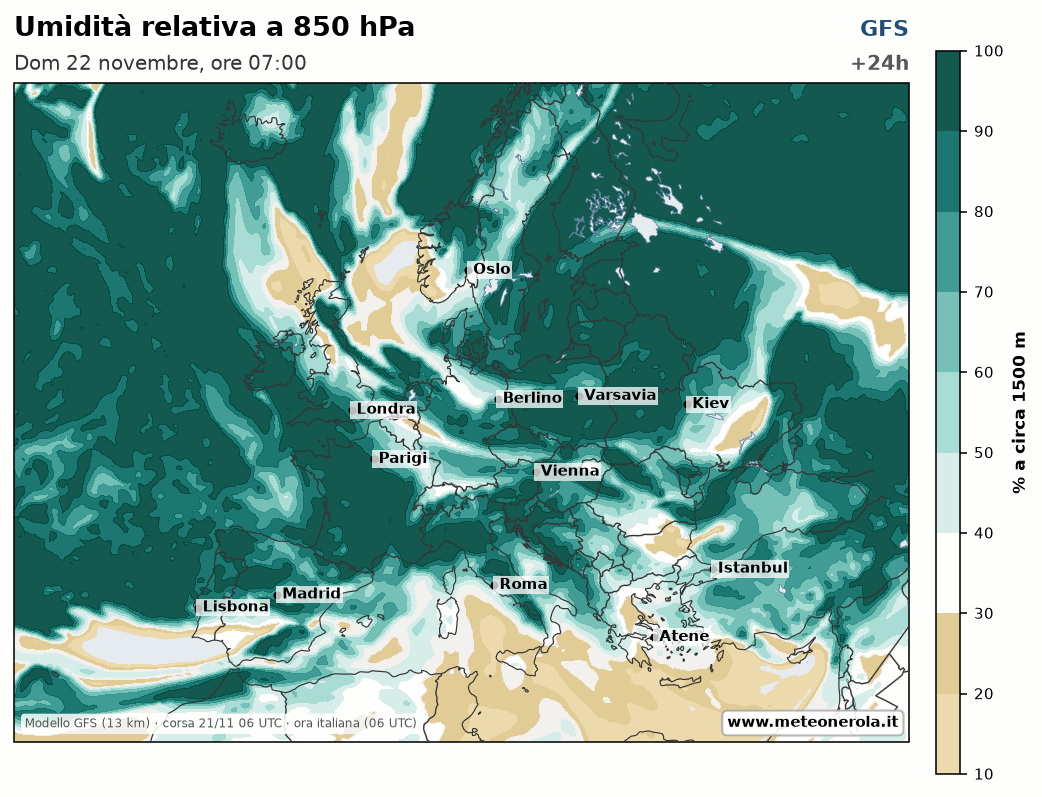 Umidità relativa a 850 hPa
GFS
Dom 22 novembre, ore 07:00
+24h
100
90
80
70
60
50
40
30
20
10
% a circa 1500 m
Oslo
Berlino
Varsavia
Kiev
Londra
Parigi
Vienna
Istanbul
Roma
Madrid
Lisbona
Atene
Modello GFS (13 km) · corsa 21/11 06 UTC · ora italiana (06 UTC)
www.meteonerola.it